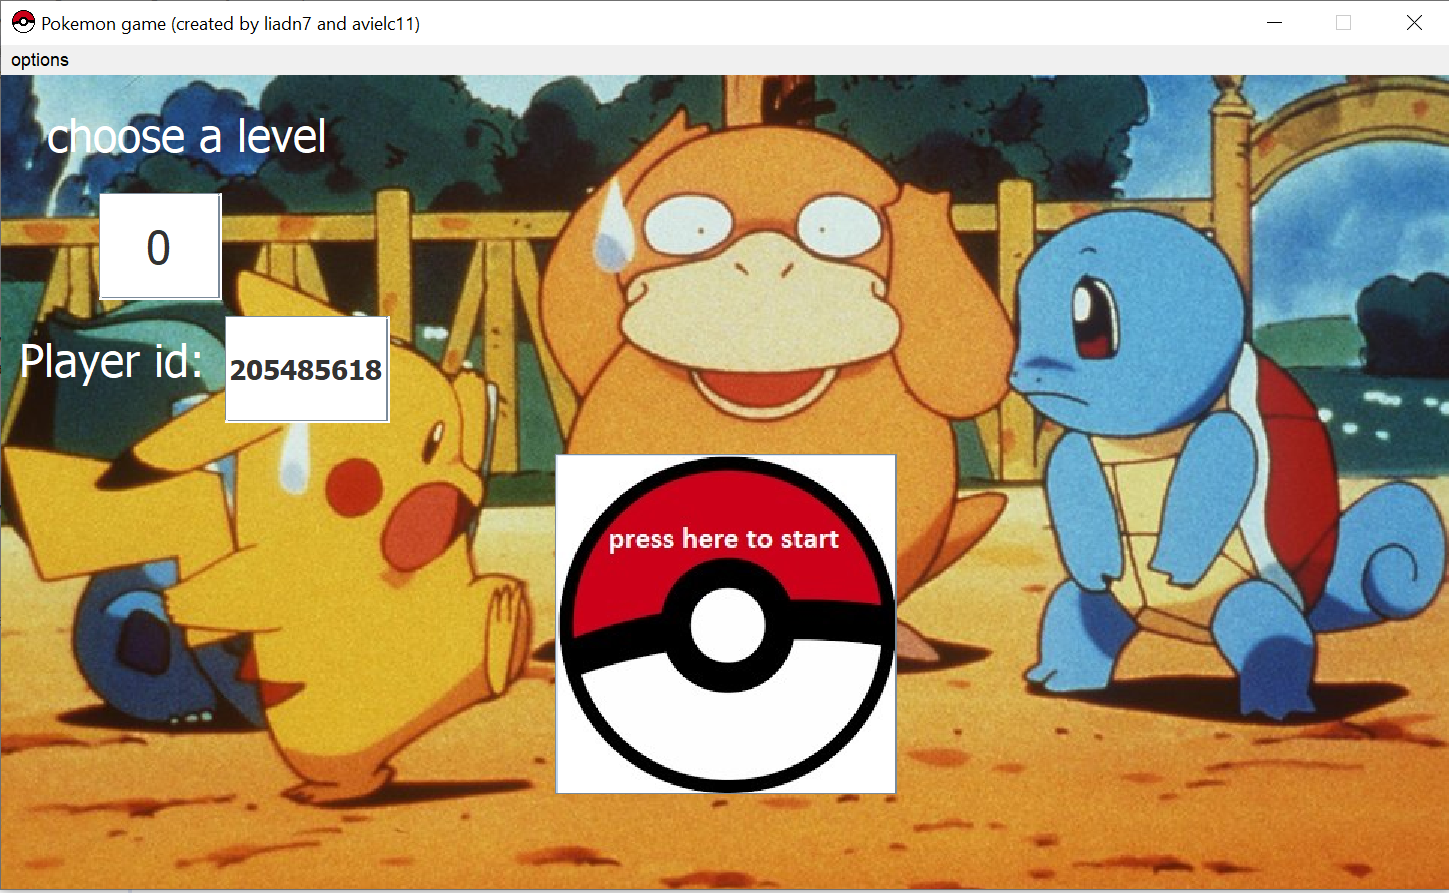 Pokemon game (created by liadn7 and avielc11)
options
choose a level
0
Player id:
205485618
press here to start